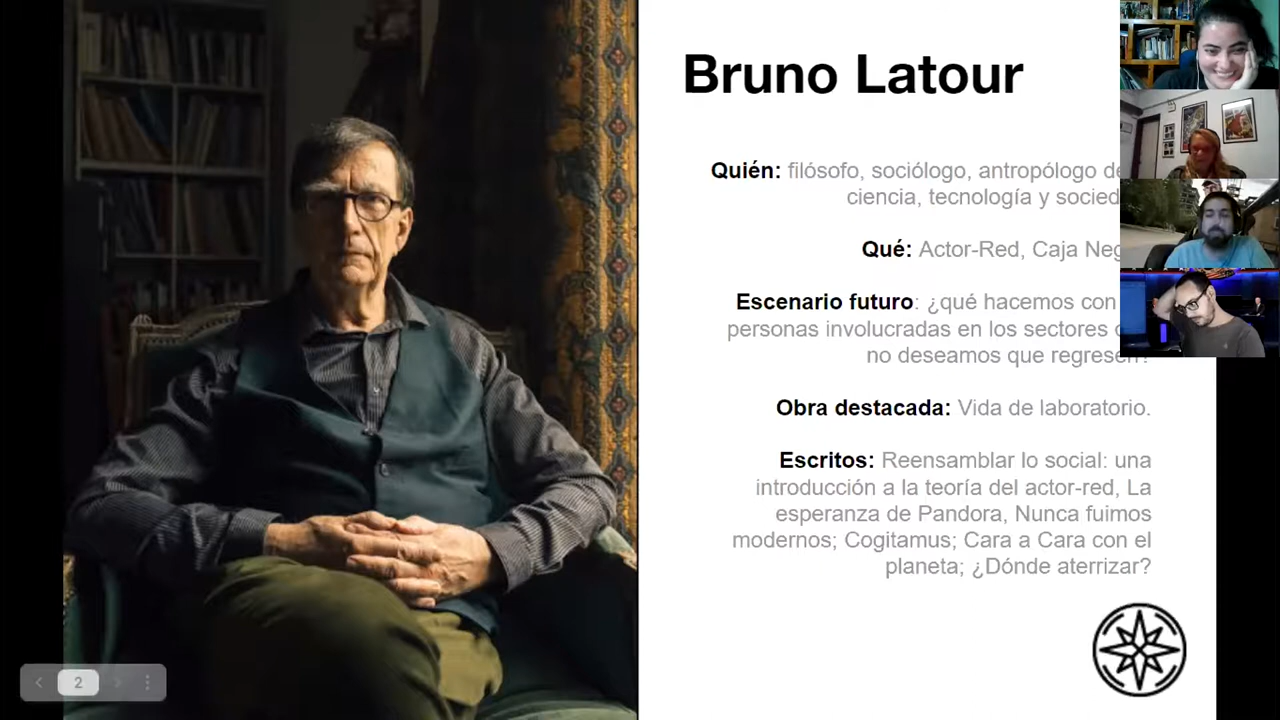 Bruno Latour
Quién: filósofo, sociólogo, antropólogo
ciencia, tecnología y
Qué: Actor-Red, Caja
Escenario futuro: ¿qué hacemos con
personas involucradas en los sectores
no deseamos que regresen?
Obra destacada: Vida de laboratorio.
Escritos: Reensamblar lo social: una
introducción a la teoría del actor-red, La
esperanza de Pandora, Nunca fuimos
modernos; Cogitamus; Cara a Cara con el
planeta; ¿Dónde aterrizar?
2